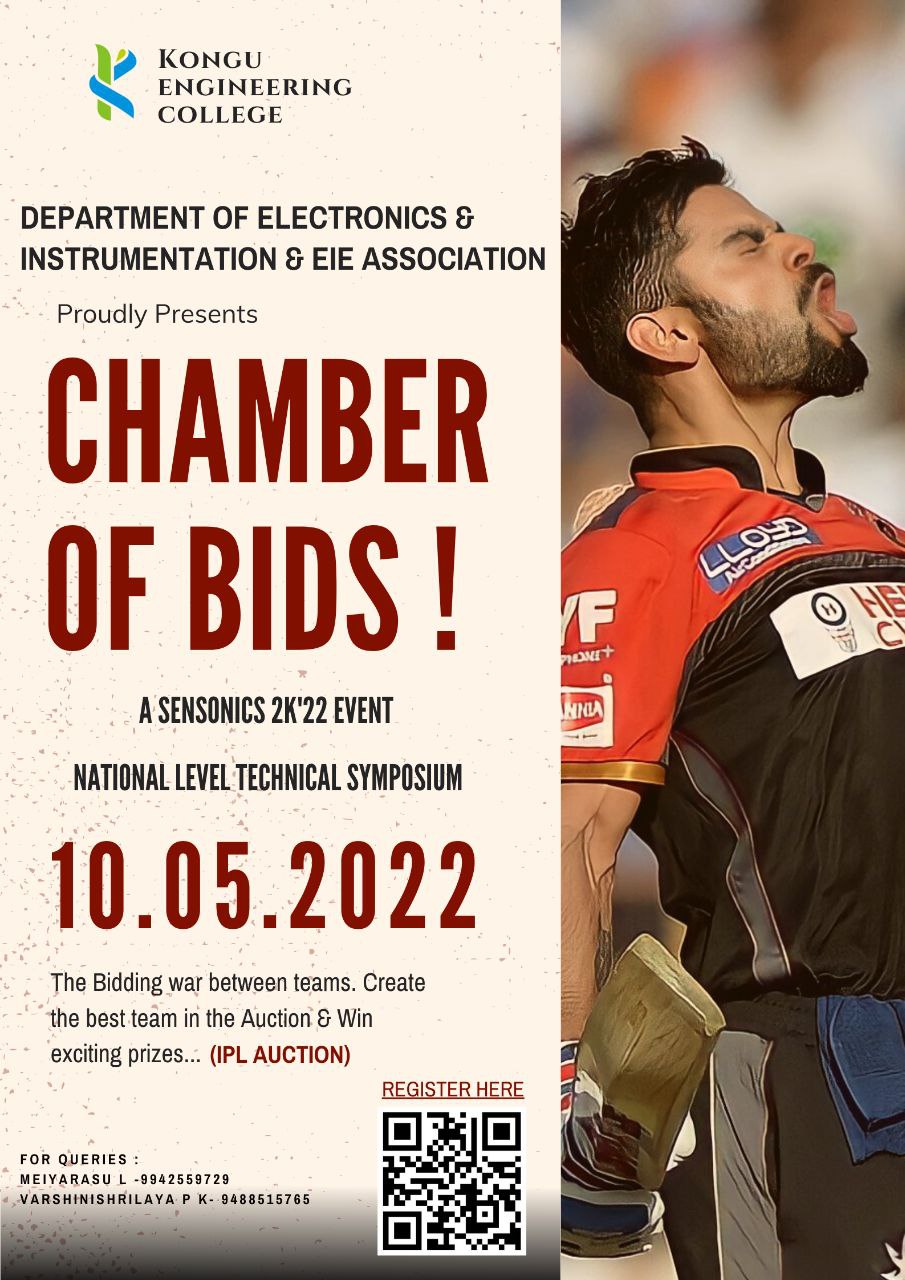 KONGU
ENGINEERING
COLLEGE
DEPARTMENT OF ELECTRONICS &
INSTRUMENTATION & EIE ASSOCIATION
Proudly Presents
CHAMBER
OF BIDS !
A SENSONICS 2K'22 EVENT
NATIONAL LEVEL TECHNICAL SYMPOSIUM
10.05.2022
The Bidding war between teams. Create
the best team in the Auction & Win
exciting prizes... (IPL AUCTION)
REGISTER HERE
FOR QUERIES :
MEIYARASU L -9942559729
VARSHINISHRILAYA P K- 9488515765
LLOYD